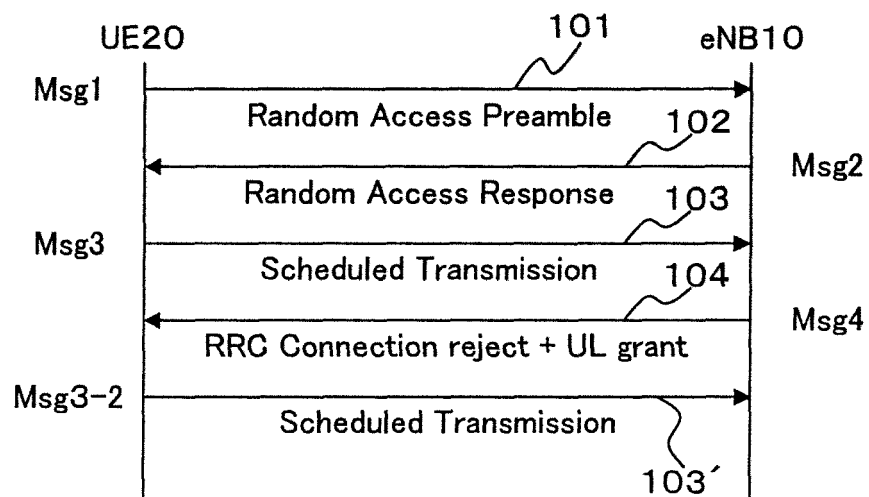 UE20
101
eNB10
Msg1
Random Access Preamble
102
Msg2
Random Access Response
103
Msg3
Scheduled Transmission
104
Msg4
RRC Connection reject + UL grant
Msg3-2
Scheduled Transmission
103′